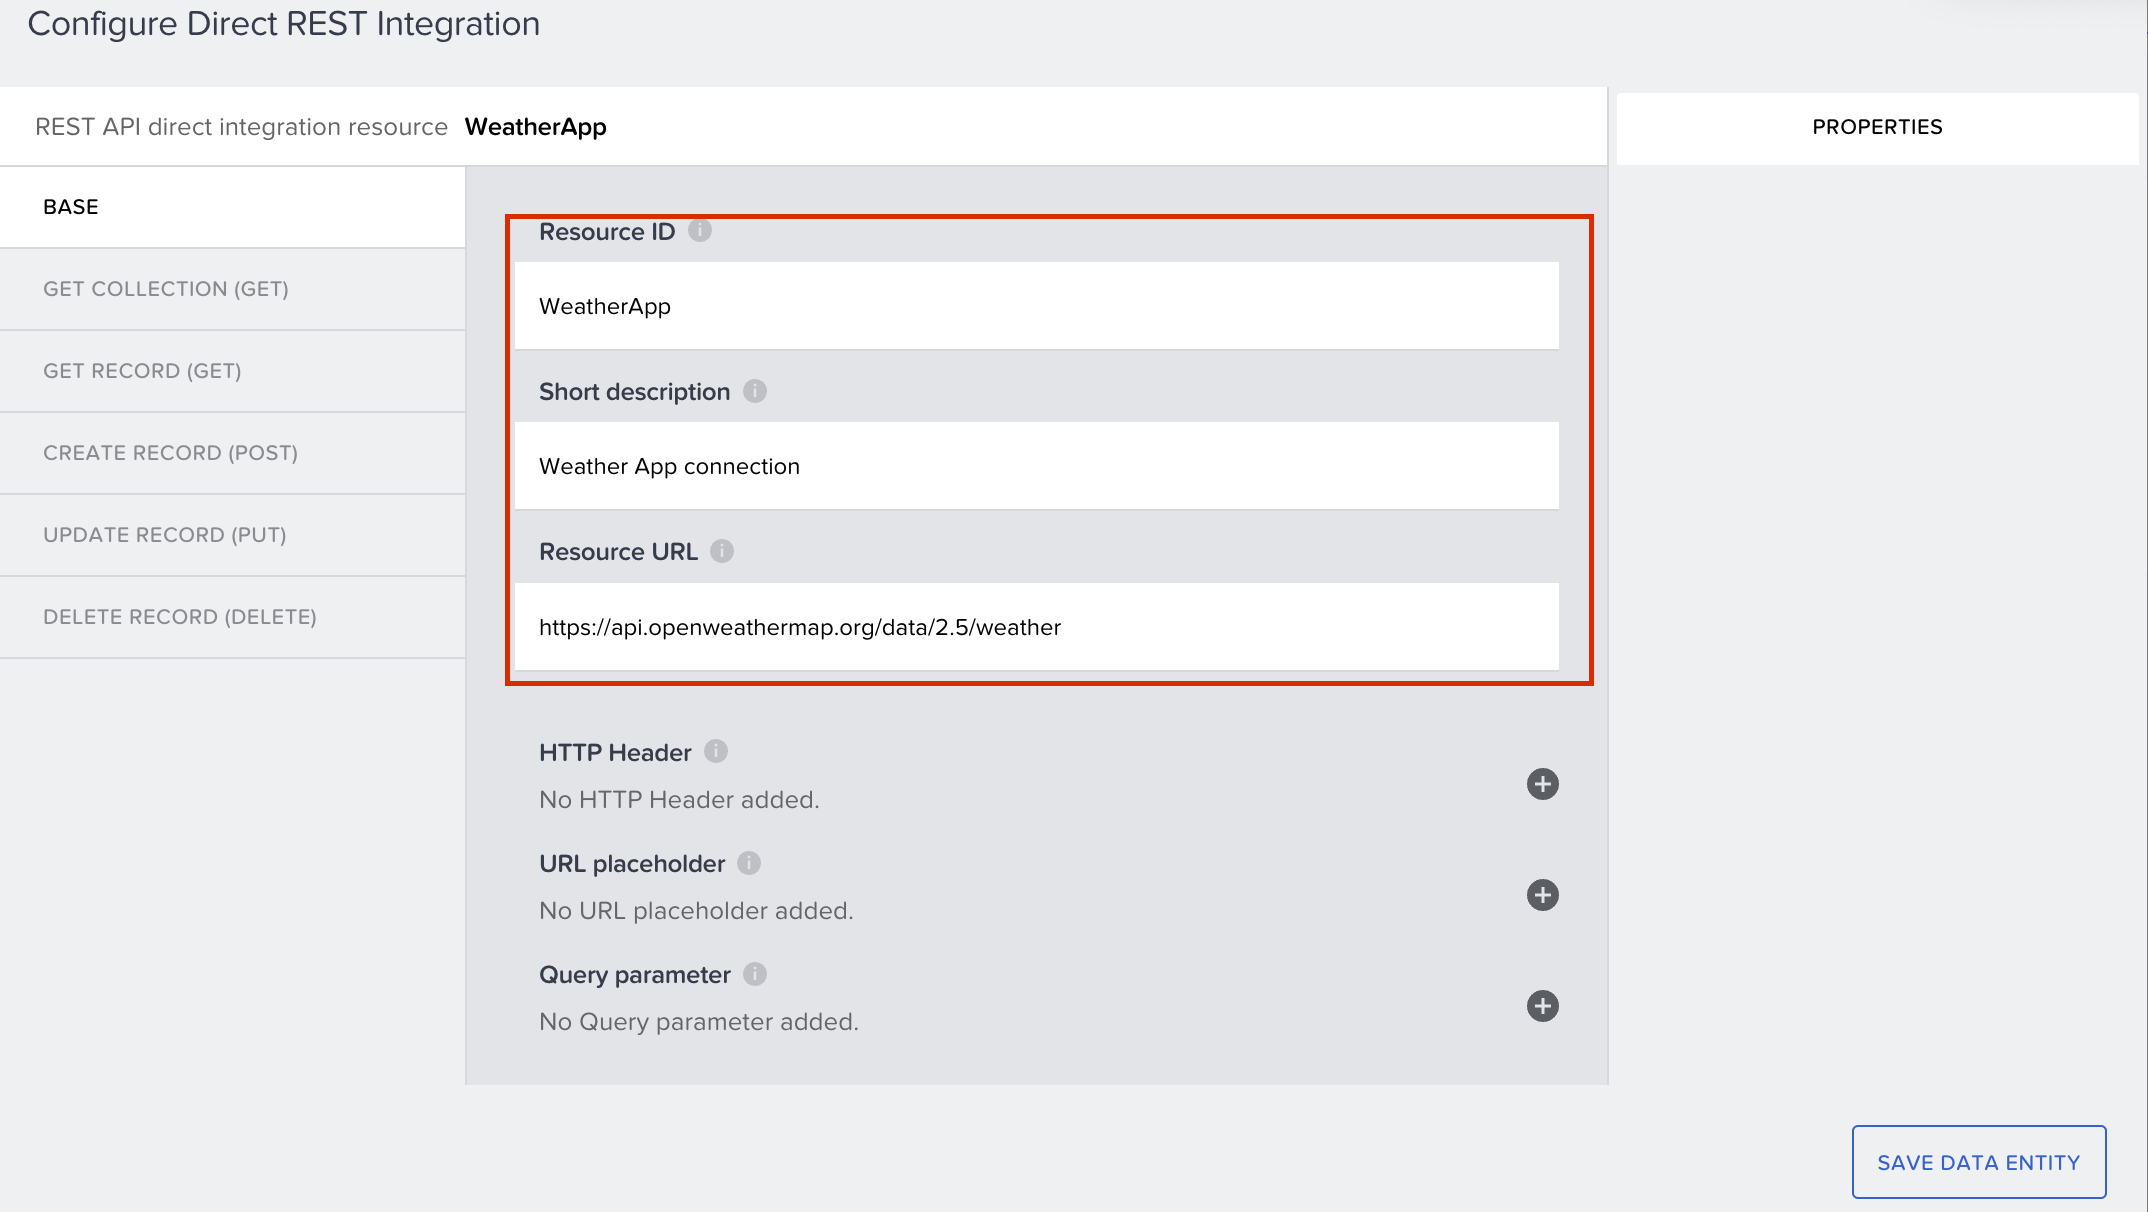 Configure Direct REST Integration
REST API direct integration resource WeatherApp
PROPERTIES
BASE
GET COLLECTION (GET)
GET RECORD (GET)
CREATE RECORD (POST)
UPDATE RECORD (PUT)
DELETE RECORD (DELETE)
Resource ID
WeatherApp
Short description
Weather App connection
Resource URL
https://api.openweathermap.org/data/2.5/weather
HTTP Header
No HTTP Header added.
URL placeholder
No URL placeholder added.
Query parameter
No Query parameter added.
SAVE DATA ENTITY